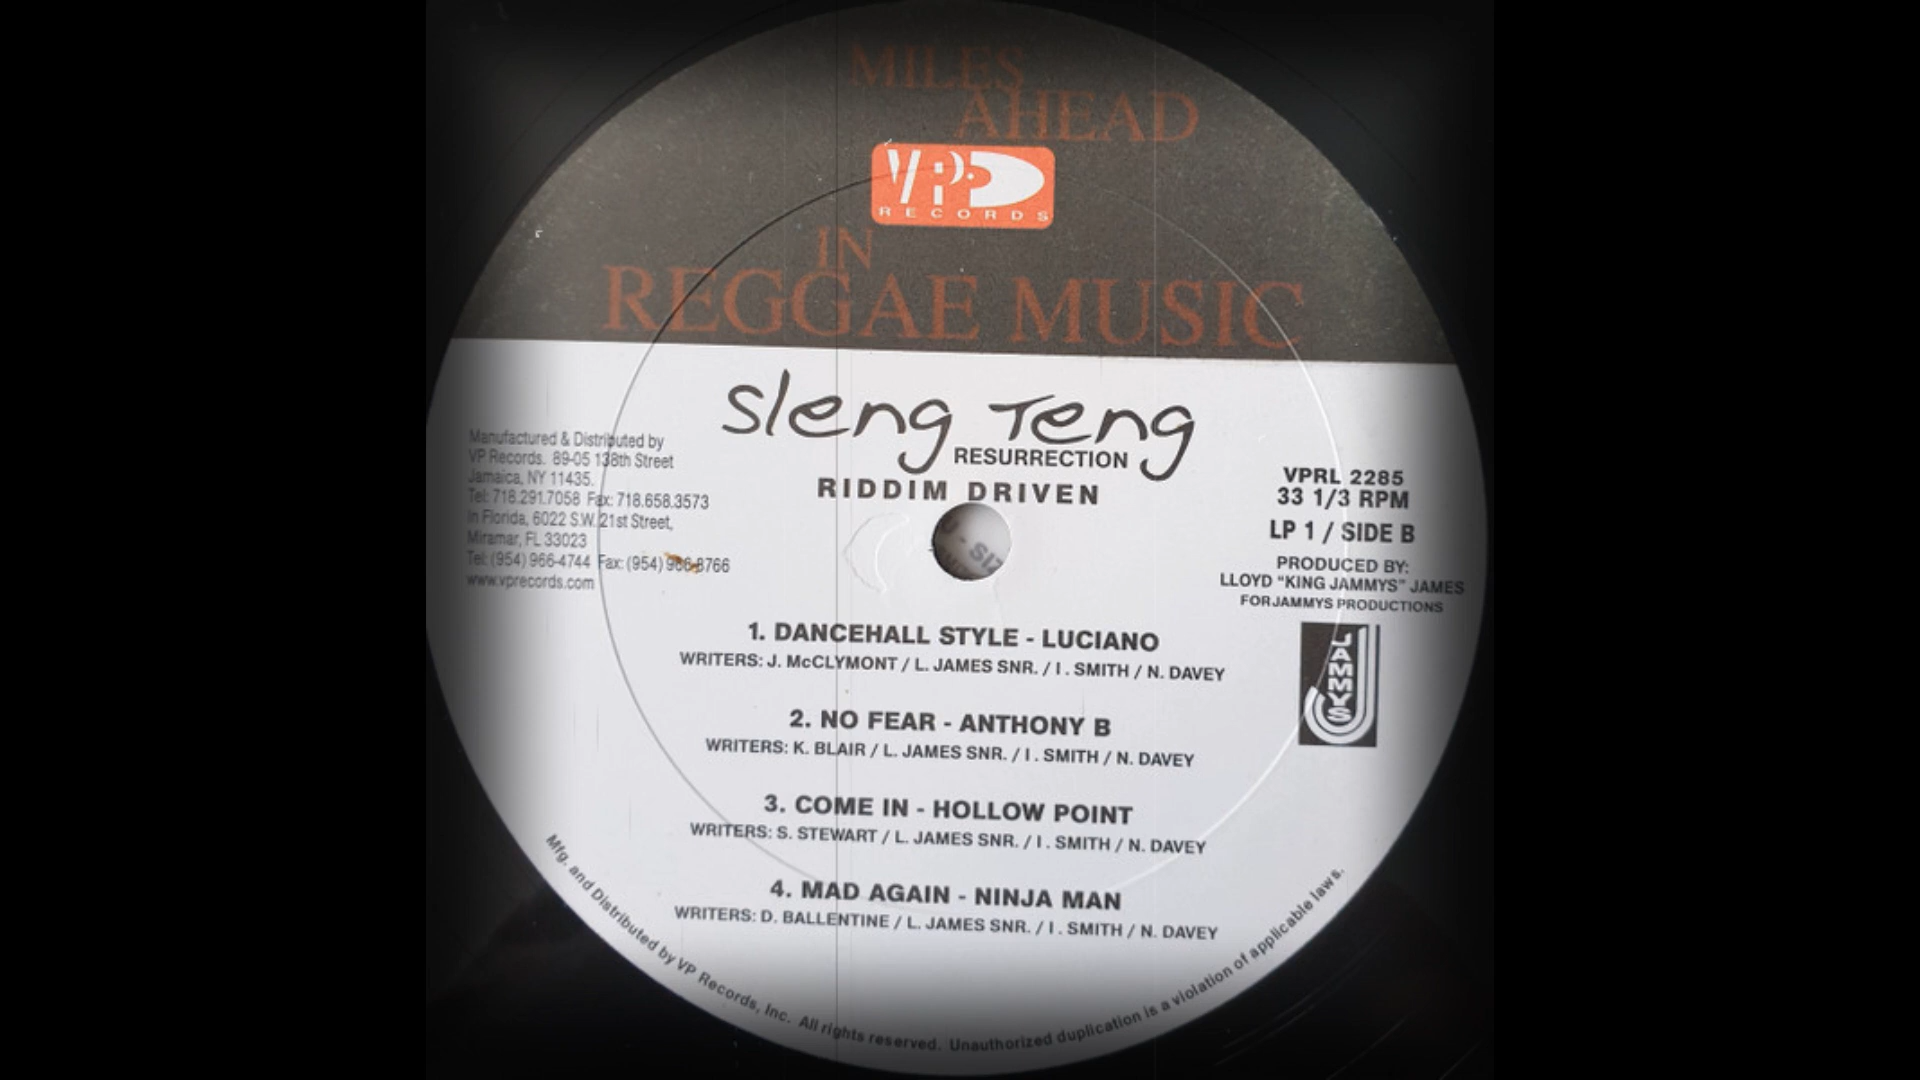 MILES
AHEAD
VP
RECORDS
IN
REGGAE MUSIC
Sleng Teng
RESURRECTION
RIDDIM DRIVEN
Manufactured & Distributed by
VP Records. 89-05 138th Street
Jamaica, NY 11435.
Tel: 718.291.7058 Fax: 718.658.3573
In Florida, 6022 S.W. 21st Street,
Miramar, FL 33023
Tel: (954) 966-4744 Fax: (954) 966-8766
www.vprecords.com
VPRL 2285
33 1/3 RPM
LP 1 / SIDE B
PRODUCED BY:
LLOYD "KING JAMMYS" JAMES
FOR JAMMYS PRODUCTIONS
JAMMYS
1. DANCEHALL STYLE - LUCIANO
WRITERS: J. McCLYMONT / L. JAMES SNR. / I. SMITH / N. DAVEY
2. NO FEAR - ANTHONY B
WRITERS: K. BLAIR / L. JAMES SNR. / I. SMITH / N. DAVEY
3. COME IN - HOLLOW POINT
WRITERS: S. STEWART / L. JAMES SNR. / I. SMITH / N. DAVEY
4. MAD AGAIN - NINJA MAN
WRITERS: D. BALLENTINE / L. JAMES SNR. / I. SMITH / N. DAVEY
Mfg. and Distributed by VP Records, Inc. All rights reserved. Unauthorized duplication is a violation of applicable laws.